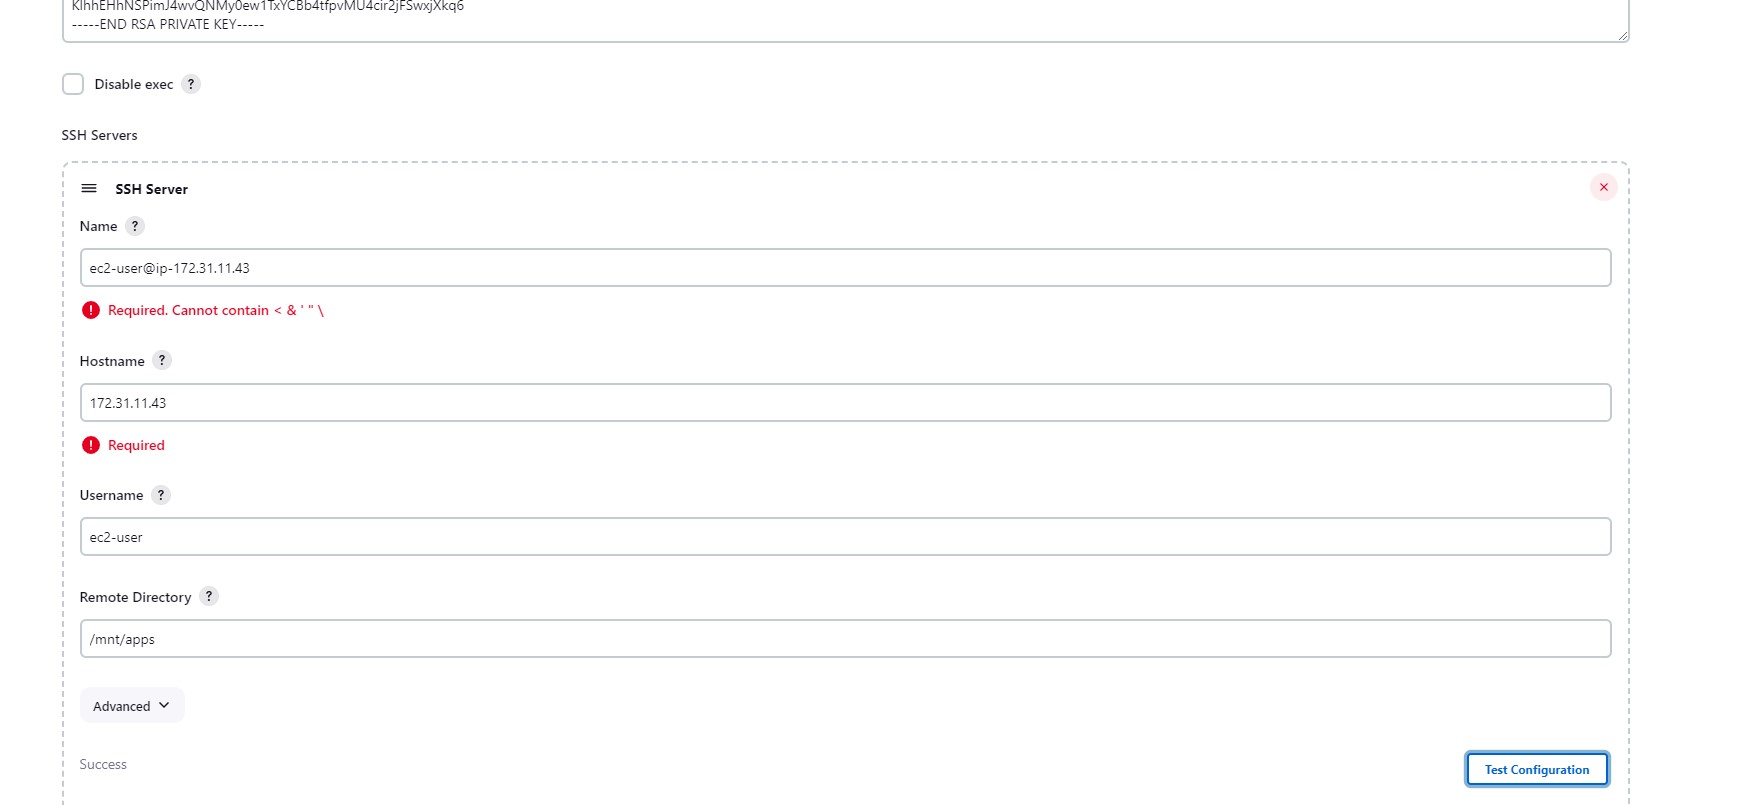 KIhhEHhNSPimJ4wvQNMy0ew1TxYCBb4tfpvMU4cir2jFSwxjXkq6
-----END RSA PRIVATE KEY-----
Disable exec ?
SSH Servers
SSH Server
Name ?
ec2-user@ip-172.31.11.43
Required. Cannot contain < & ' " \
Hostname ?
172.31.11.43
Required
Username ?
ec2-user
Remote Directory ?
/mnt/apps
Advanced
Success
Test Configuration